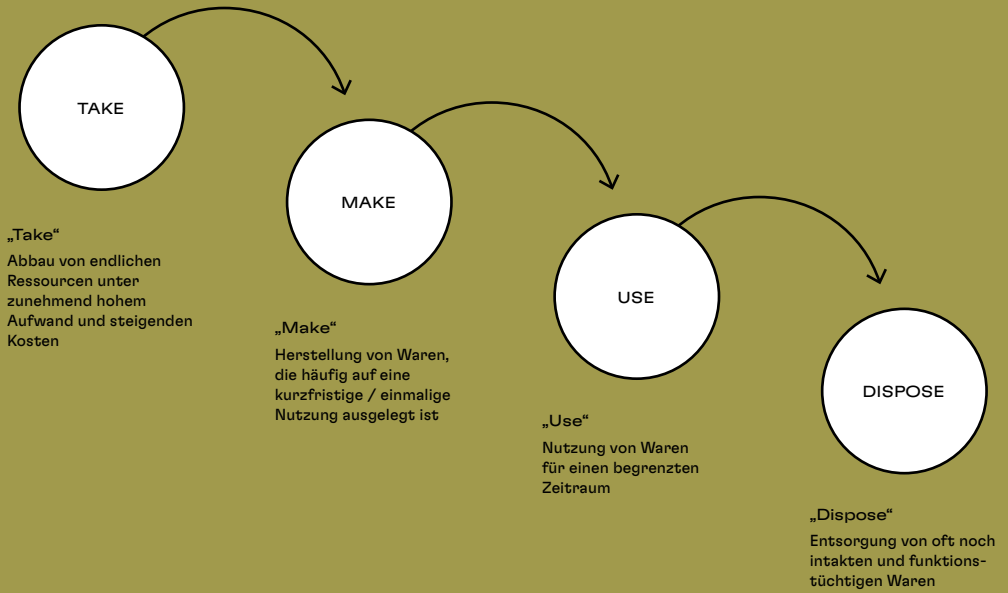 TAKE
„Take“
Abbau von endlichen
Ressourcen unter
zunehmend hohem
Aufwand und steigenden
Kosten
MAKE
„Make“
Herstellung von Waren,
die häufig auf eine
kurzfristige / einmalige
Nutzung ausgelegt ist
USE
„Use“
Nutzung von Waren
für einen begrenzten
Zeitraum
DISPOSE
„Dispose“
Entsorgung von oft noch
intakten und funktions-
tüchtigen Waren